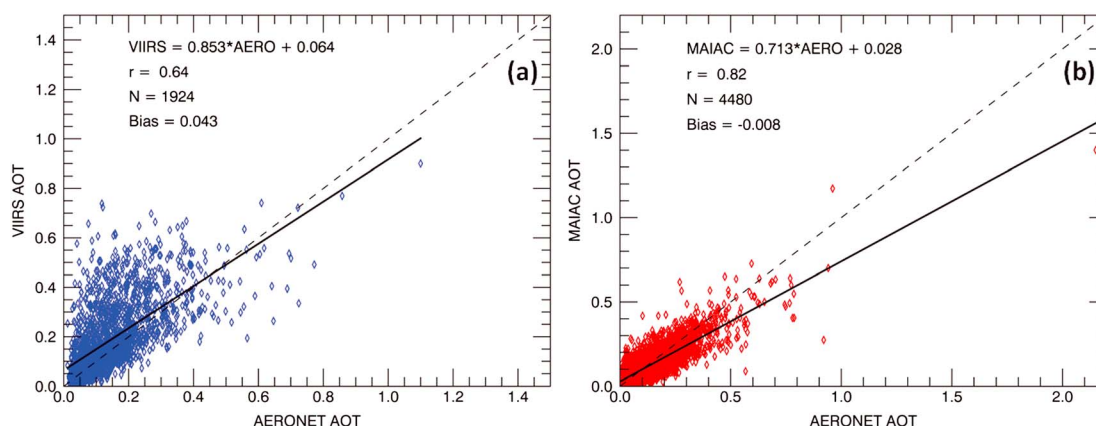 VIIRS = 0.853*AERO + 0.064
r = 0.64
N = 1924
Bias = 0.043
(a)
VIIRS AOT
1.4
1.2
1.0
0.8
0.6
0.4
0.2
0.0
0.0 0.2 0.4 0.6 0.8 1.0 1.2 1.4
AERONET AOT
MAIAC = 0.713*AERO + 0.028
r = 0.82
N = 4480
Bias = -0.008
(b)
MAIAC AOT
2.0
1.5
1.0
0.5
0.0
0.0 0.5 1.0 1.5 2.0
AERONET AOT